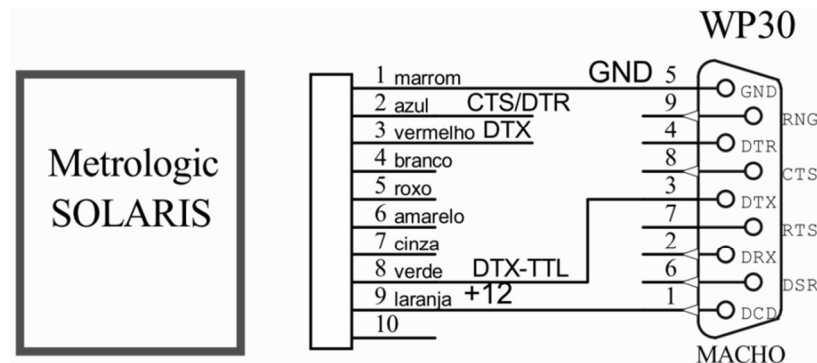 WP30
Metrologic
SOLARIS
1 marrom GND 5 GND
2 azul CTS/DTR 9 RNG
3 vermelho DTX 4 DTR
4 branco 8 CTS
5 roxo 3 DTX
6 amarelo 7 RTS
7 cinza 2 DRX
8 verde DTX-TTL 6 DSR
9 laranja +12 1 DCD
10
MACHO